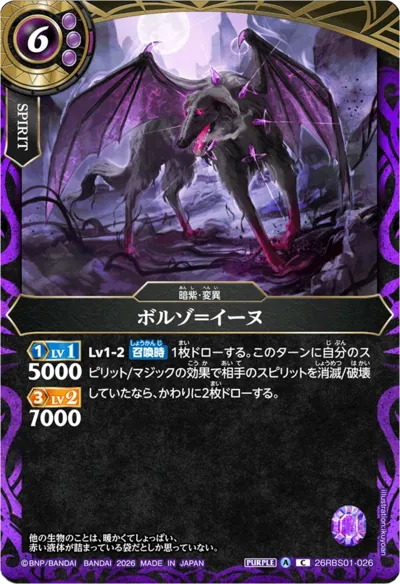 6
SPIRIT
暗紫・変異
ボルゾ＝イーヌ
1 LV1 5000
3 LV2 7000
Lv1-2 召喚時 1枚ドローする。このターンに自分のス
ピリット/マジックの効果で相手のスピリットを消滅/破壊
していたなら、かわりに2枚ドローする。
他の生物のことは、暖かくてしょっぱい、
赤い液体が詰まっている袋だとしか思っていない。
illustration:ikuyoan
©BNP/BANDAI BANDAI 2026 MADE IN JAPAN
PURPLE A C 26RBS01-026